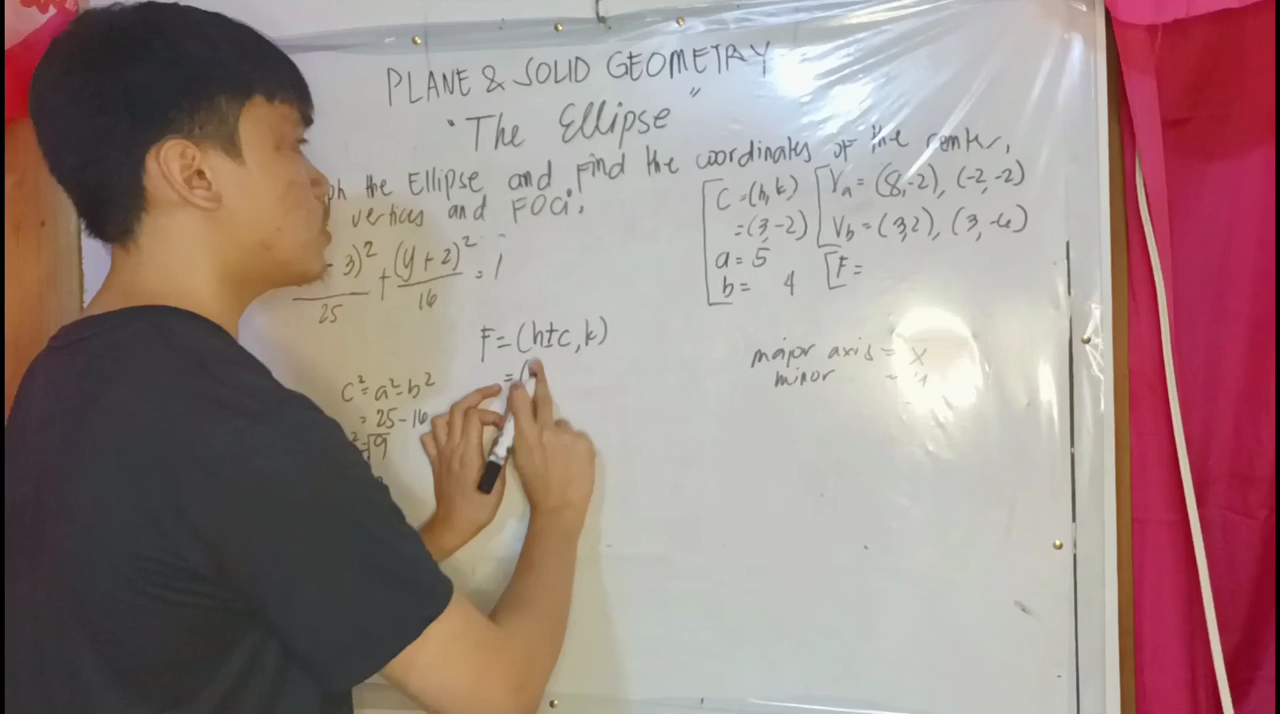 PLANE & SOLID GEOMETRY
"The Ellipse"
the Ellipse and Find the coordinates of the center,
vertices and FOCi.
- 3)² + (y + 2)² = 1
25 16
C = (h, k)
= (3, -2)
a = 5
b = 4
Va = (8, -2), (-2, -2)
Vb = (3, 2), (3, -6)
F =
F = (h ± c, k)
= (
c² = a² - b²
= 25 - 16
² = √9
major axis = x
minor = y